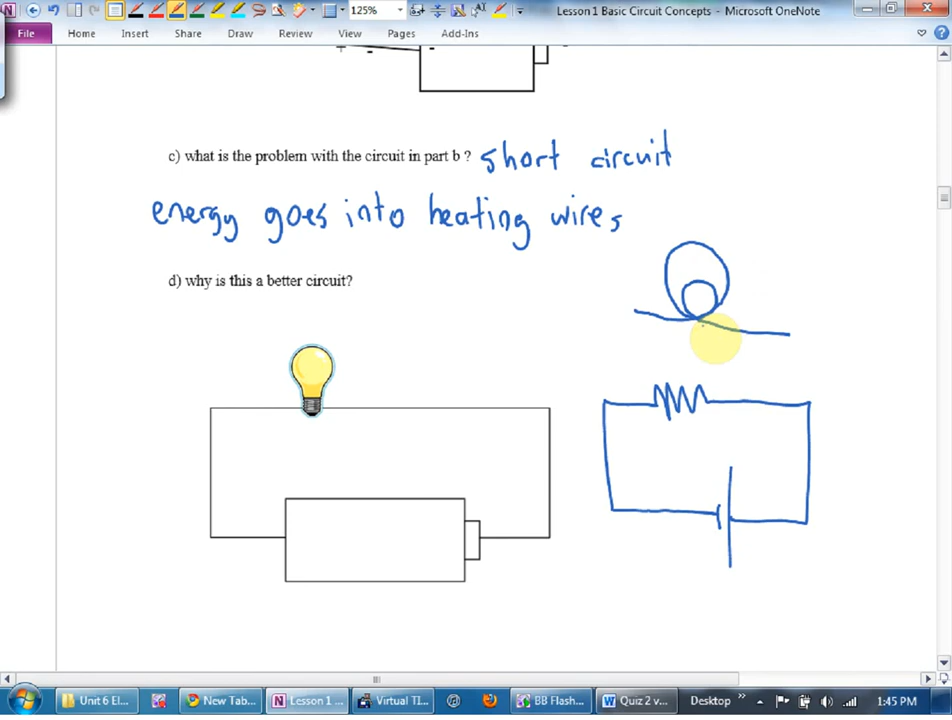 Lesson 1 Basic Circuit Concepts - Microsoft OneNote
125%
File Home Insert Share Draw Review View Pages Add-Ins
+ - -
c) what is the problem with the circuit in part b ? short circuit
energy goes into heating wires
d) why is this a better circuit?
Unit 6 El... New Tab... Lesson 1 ... Virtual TI... BB Flash... Quiz 2 v... Desktop » 1:45 PM